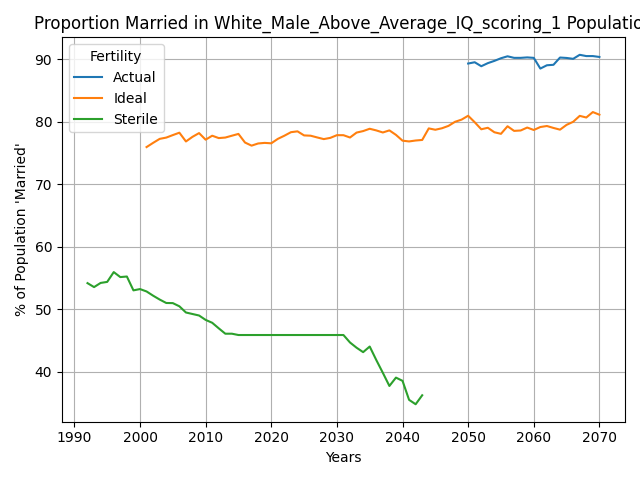 Proportion Married in White_Male_Above_Average_IQ_scoring_1 Populatio
Fertility
Actual
Ideal
Sterile
90
80
70
60
50
40
% of Population 'Married'
1990 2000 2010 2020 2030 2040 2050 2060 2070
Years